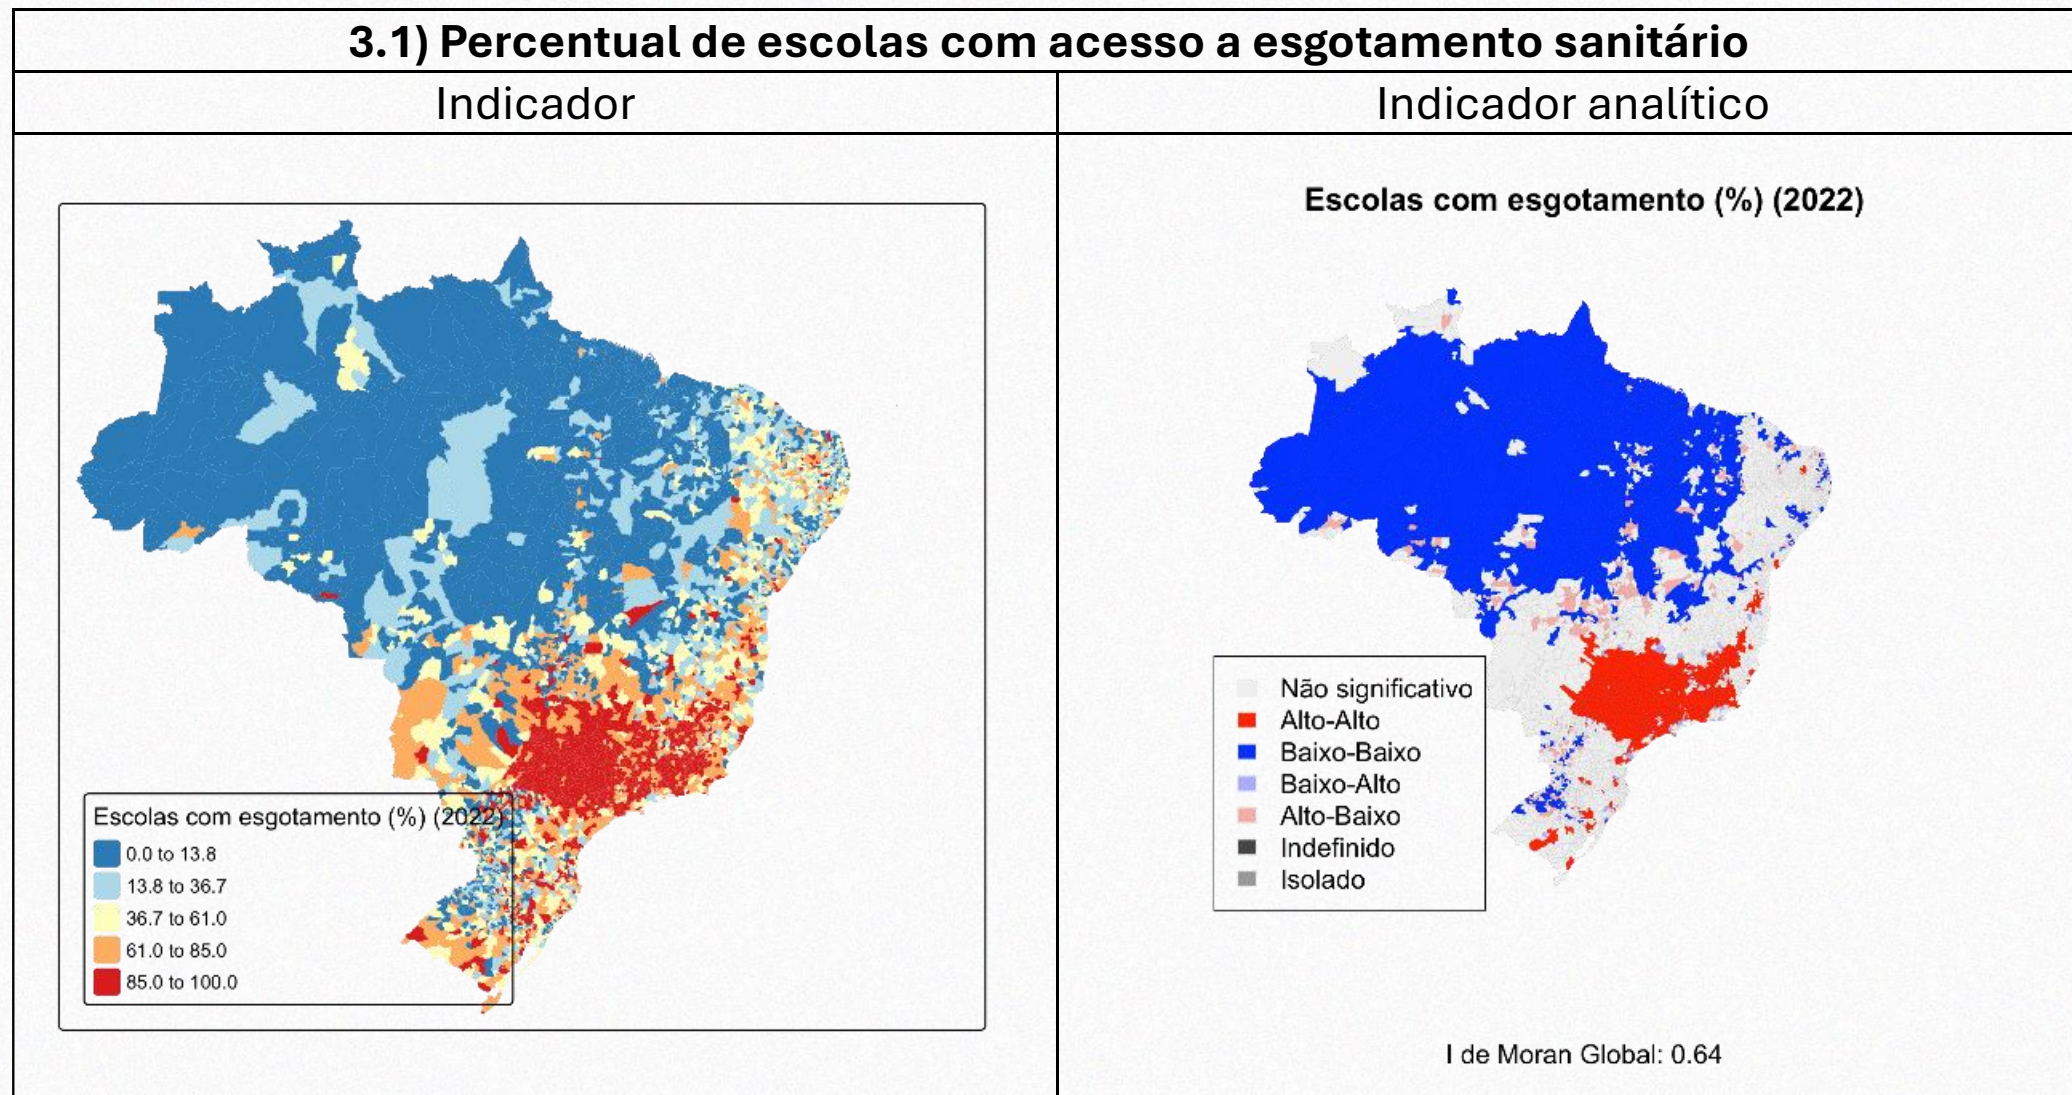 3.1) Percentual de escolas com acesso a esgotamento sanitário
Indicador
Indicador analítico
Escolas com esgotamento (%) (2022)
0.0 to 13.8
13.8 to 36.7
36.7 to 61.0
61.0 to 85.0
85.0 to 100.0
Escolas com esgotamento (%) (2022)
Não significativo
Alto-Alto
Baixo-Baixo
Baixo-Alto
Alto-Baixo
Indefinido
Isolado
I de Moran Global: 0.64